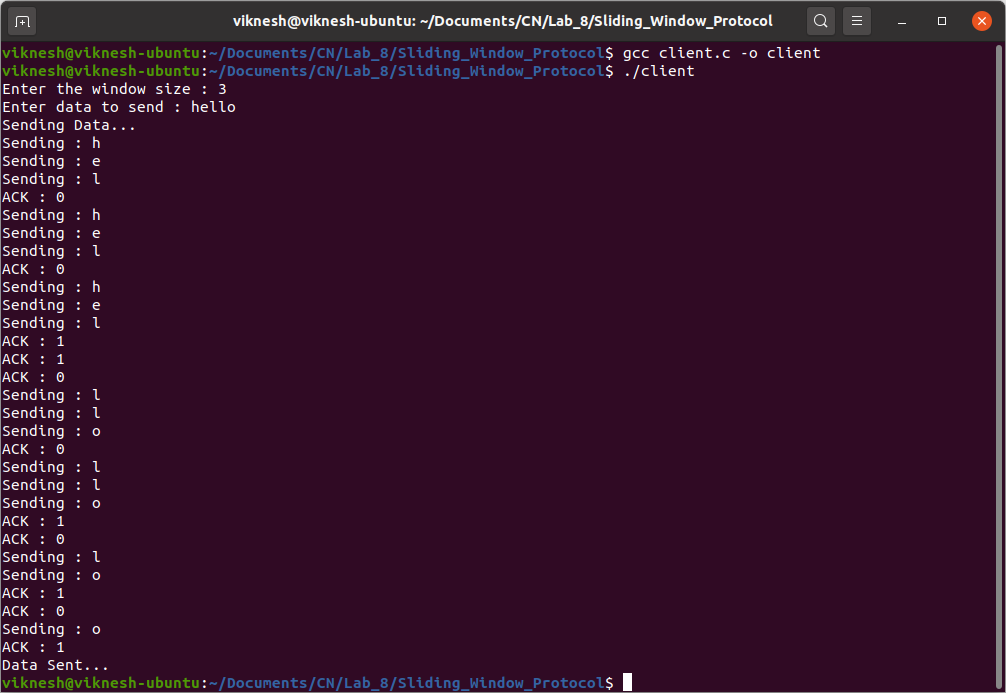 viknesh@viknesh-ubuntu: ~/Documents/CN/Lab_8/Sliding_Window_Protocol
viknesh@viknesh-ubuntu:~/Documents/CN/Lab_8/Sliding_Window_Protocol$ gcc client.c -o client
viknesh@viknesh-ubuntu:~/Documents/CN/Lab_8/Sliding_Window_Protocol$ ./client
Enter the window size : 3
Enter data to send : hello
Sending Data...
Sending : h
Sending : e
Sending : l
ACK : 0
Sending : h
Sending : e
Sending : l
ACK : 0
Sending : h
Sending : e
Sending : l
ACK : 1
ACK : 1
ACK : 0
Sending : l
Sending : l
Sending : o
ACK : 0
Sending : l
Sending : l
Sending : o
ACK : 1
ACK : 0
Sending : l
Sending : o
ACK : 1
ACK : 0
Sending : o
ACK : 1
Data Sent...
viknesh@viknesh-ubuntu:~/Documents/CN/Lab_8/Sliding_Window_Protocol$